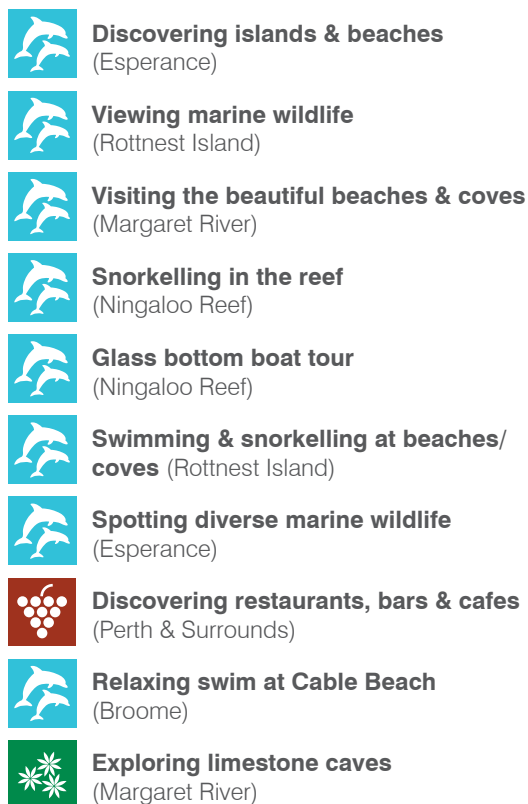 Discovering islands & beaches
(Esperance)
Viewing marine wildlife
(Rottnest Island)
Visiting the beautiful beaches & coves
(Margaret River)
Snorkelling in the reef
(Ningaloo Reef)
Glass bottom boat tour
(Ningaloo Reef)
Swimming & snorkelling at beaches/
coves (Rottnest Island)
Spotting diverse marine wildlife
(Esperance)
Discovering restaurants, bars & cafes
(Perth & Surrounds)
Relaxing swim at Cable Beach
(Broome)
Exploring limestone caves
(Margaret River)